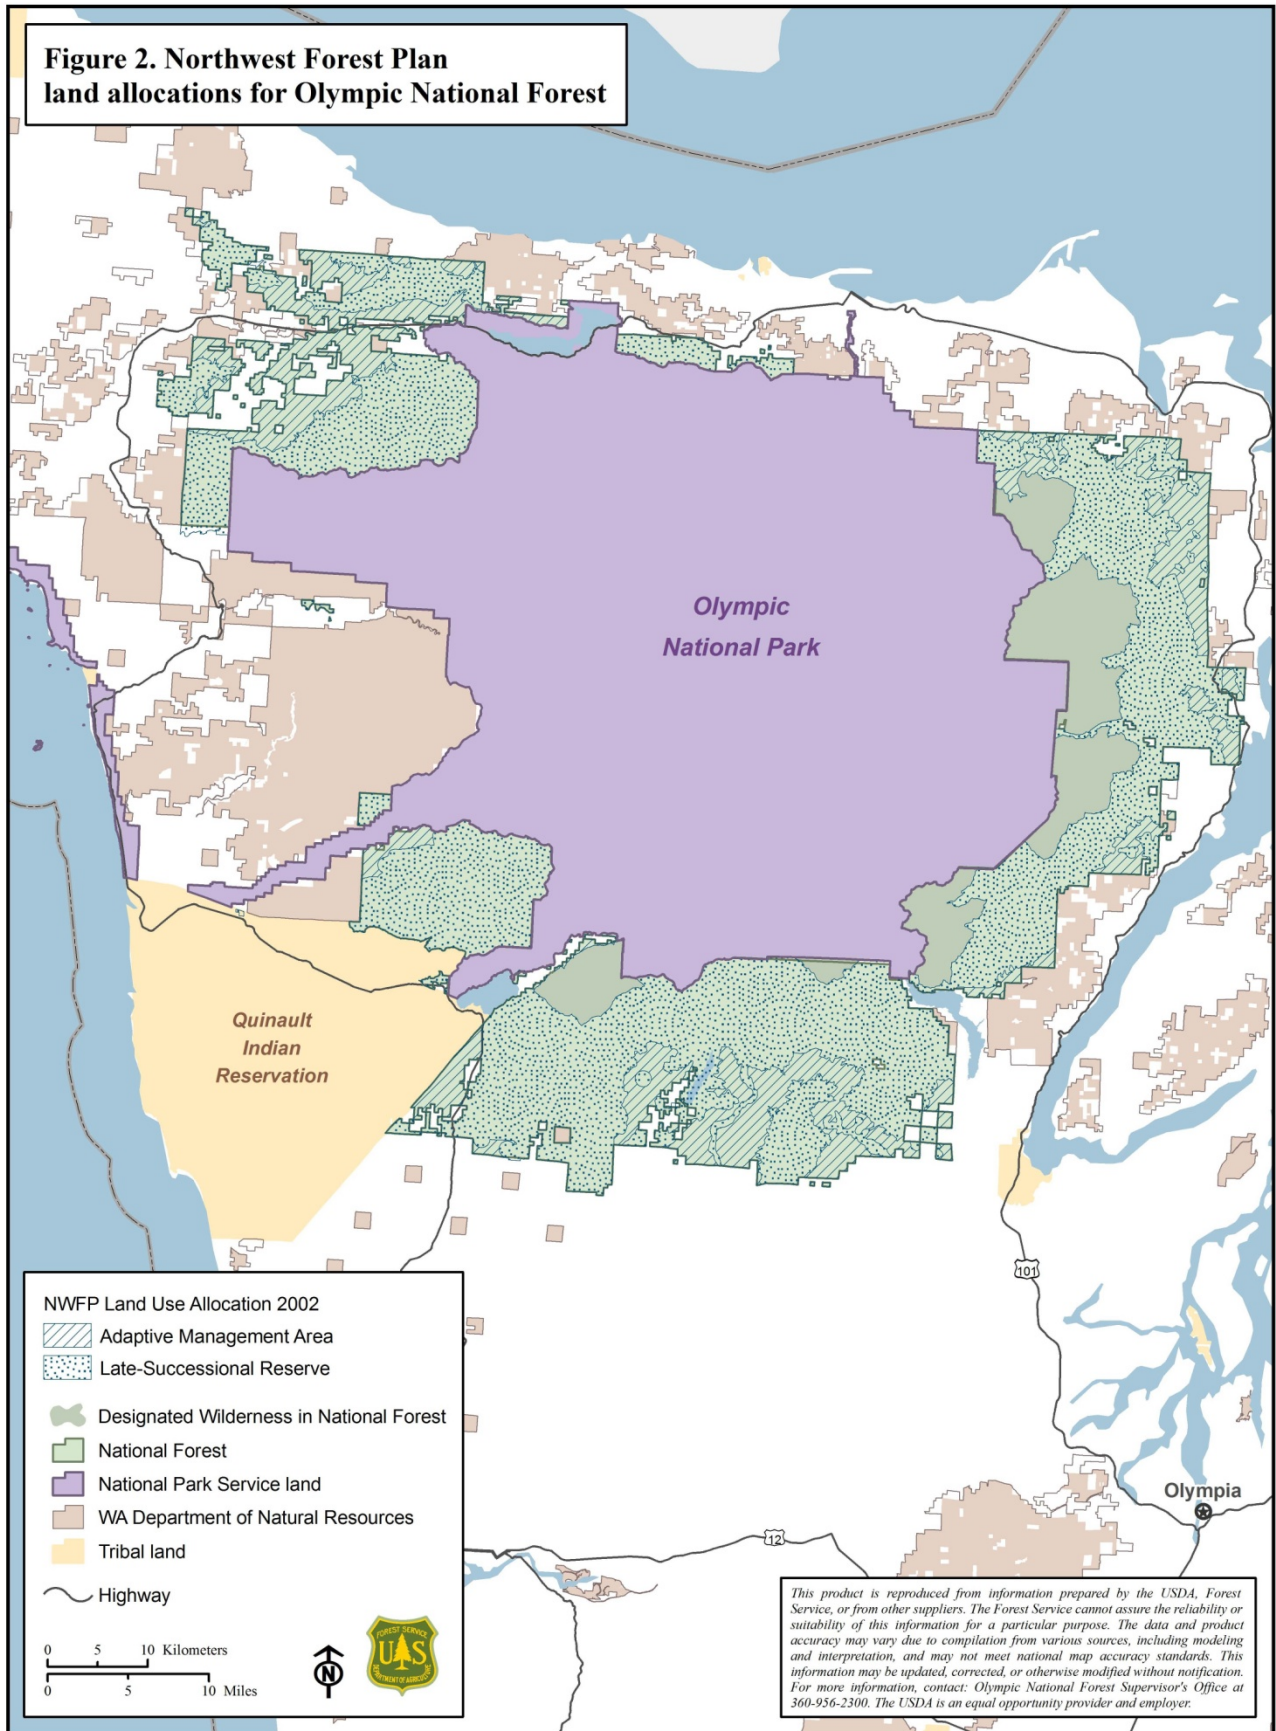 Figure 2. Northwest Forest Plan
land allocations for Olympic National Forest
Olympic
National Park
Quinault
Indian
Reservation
101
NWFP Land Use Allocation 2002
Adaptive Management Area
Late-Successional Reserve
Designated Wilderness in National Forest
National Forest
National Park Service land
WA Department of Natural Resources
Tribal land
Highway
0 5 10 Kilometers
0 5 10 Miles
N
FOREST SERVICE
U S
DEPARTMENT OF AGRICULTURE
12
Olympia
This product is reproduced from information prepared by the USDA, Forest
Service, or from other suppliers. The Forest Service cannot assure the reliability or
suitability of this information for a particular purpose. The data and product
accuracy may vary due to compilation from various sources, including modeling
and interpretation, and may not meet national map accuracy standards. This
information may be updated, corrected, or otherwise modified without notification.
For more information, contact: Olympic National Forest Supervisor's Office at
360-956-2300. The USDA is an equal opportunity provider and employer.